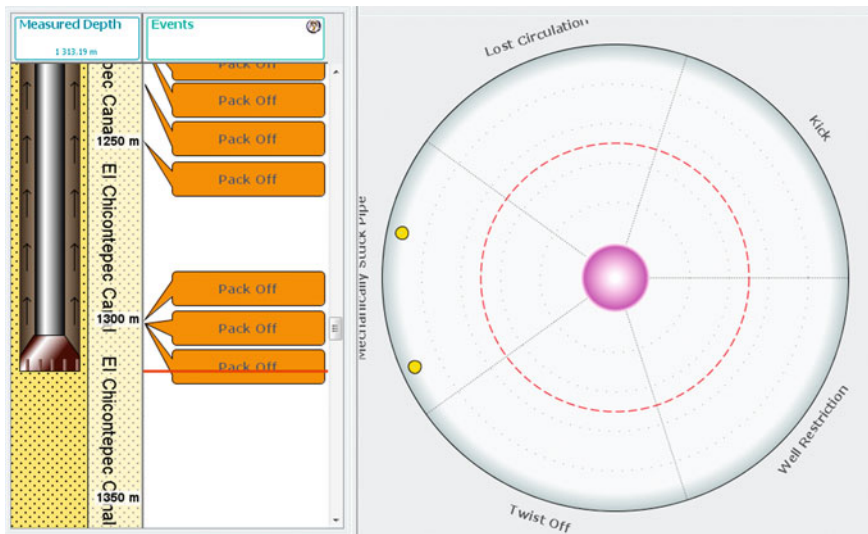 Measured Depth
1 313.19 m
Events
Pack Off
Pack Off
Pack Off
Pack Off
1250 m
El Chicontepec Canal
Pack Off
Pack Off
Pack Off
1300 m
El Chicontepec Canal
1350 m
Lost Circulation
Kick
Mechanically Stuck Pipe
Well Restriction
Twist Off